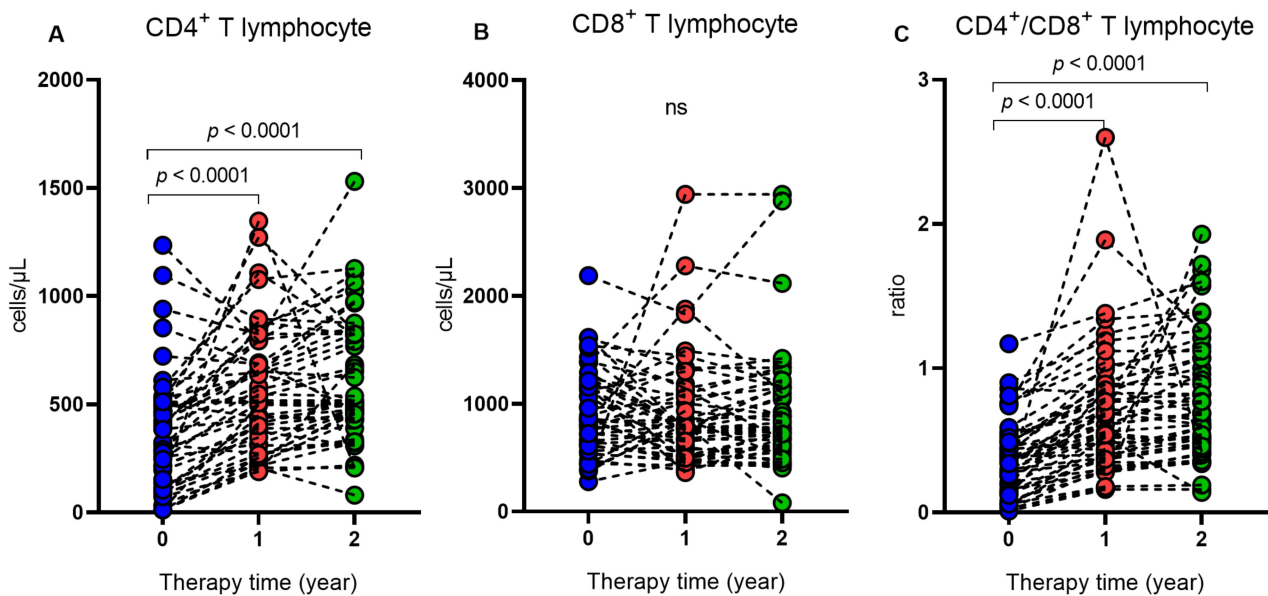 A
CD4⁺ T lymphocyte
2000
1500
1000
500
0
cells/µL
p < 0.0001
p < 0.0001
0 1 2
Therapy time (year)
B
CD8⁺ T lymphocyte
4000
3000
2000
1000
0
cells/µL
ns
0 1 2
Therapy time (year)
C
CD4⁺/CD8⁺ T lymphocyte
3
2
1
0
ratio
p < 0.0001
p < 0.0001
0 1 2
Therapy time (year)